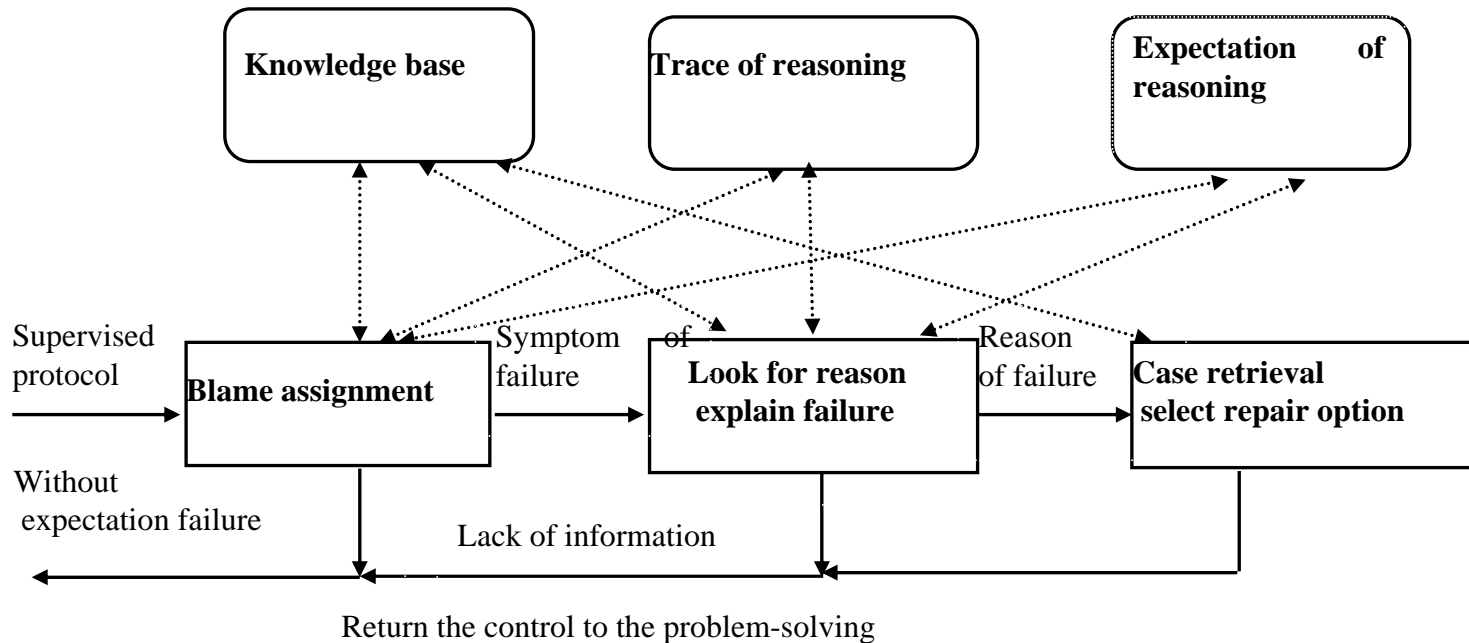 Knowledge base
Trace of reasoning
Expectation of
reasoning
Supervised
protocol
Blame assignment
Symptom of
failure
Look for reason
explain failure
Reason
of failure
Case retrieval
select repair option
Without
expectation failure
Lack of information
Return the control to the problem-solving